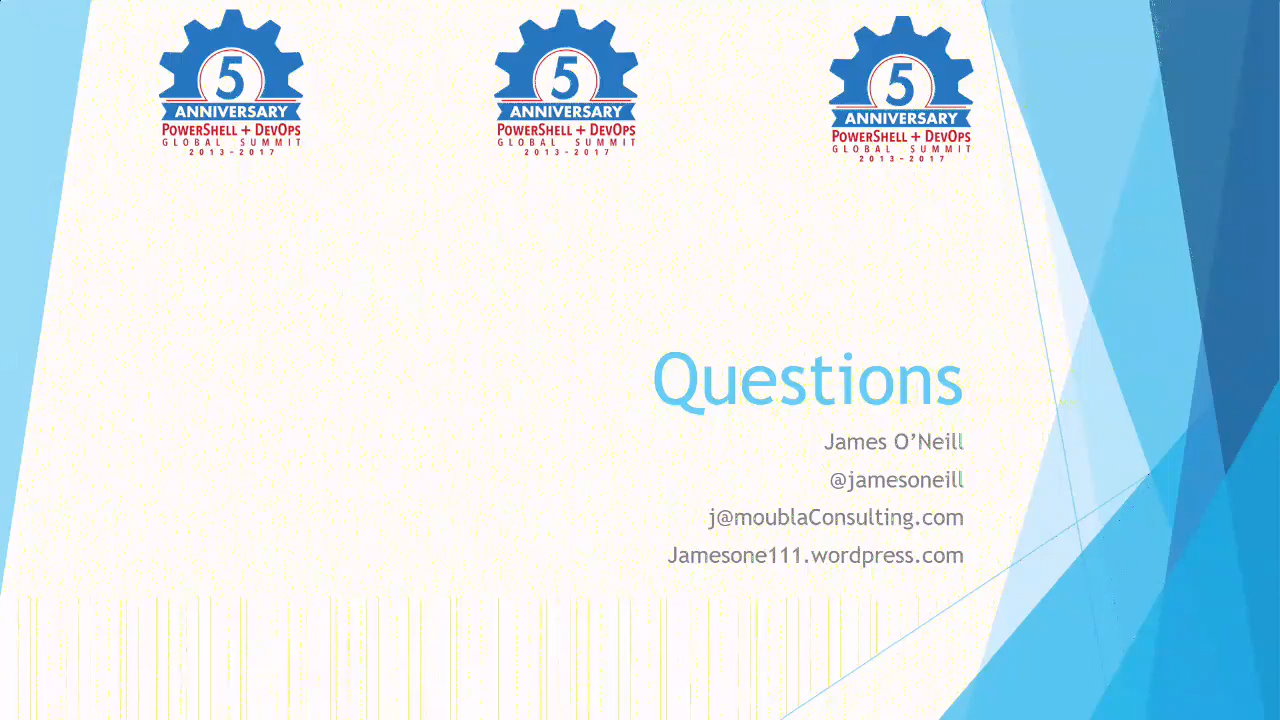 5
ANNIVERSARY
POWERSHELL + DEVOPS
GLOBAL SUMMIT
2013-2017
5
ANNIVERSARY
POWERSHELL + DEVOPS
GLOBAL SUMMIT
2013-2017
5
ANNIVERSARY
POWERSHELL + DEVOPS
GLOBAL SUMMIT
2013-2017
Questions
James O’Neill
@jamesoneill
j@moublaConsulting.com
Jamesone111.wordpress.com